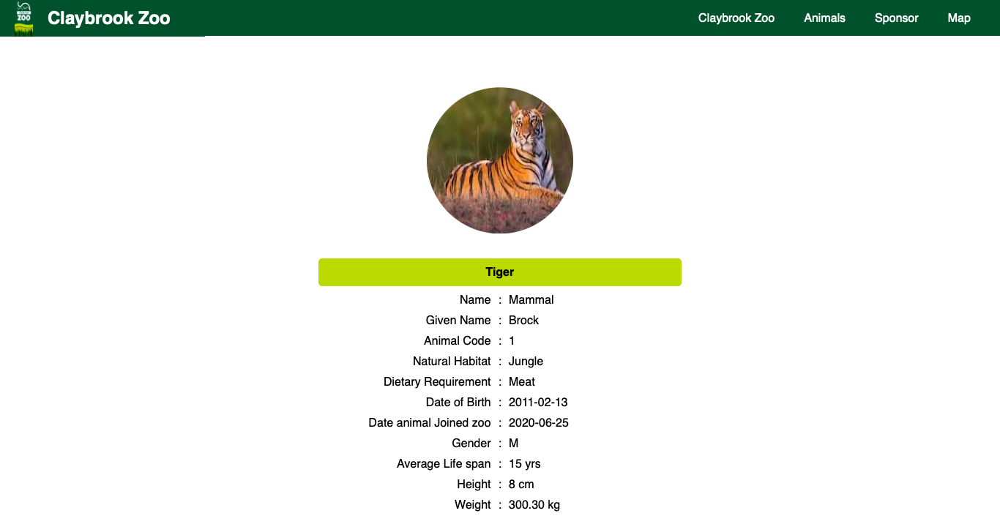 ZOO
Claybrook Zoo
Claybrook Zoo Animals Sponsor Map
Tiger
Name : Mammal
Given Name : Brock
Animal Code : 1
Natural Habitat : Jungle
Dietary Requirement : Meat
Date of Birth : 2011-02-13
Date animal Joined zoo : 2020-06-25
Gender : M
Average Life span : 15 yrs
Height : 8 cm
Weight : 300.30 kg